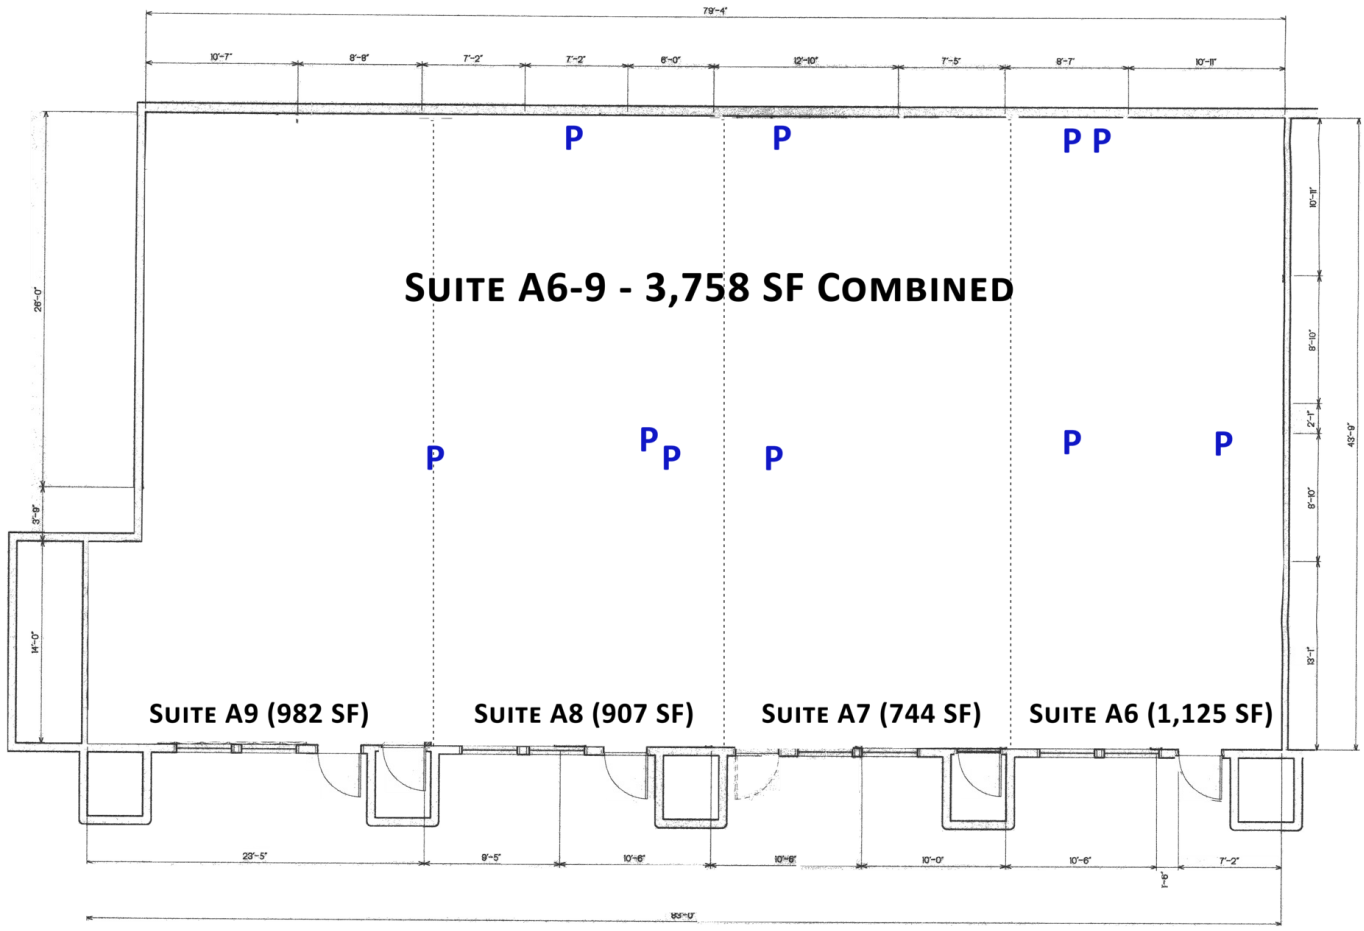 79'-4"
10'-7" 8'-8" 7'-2" 7'-2" 6'-0" 12'-10" 7'-5" 8'-7" 10'-11"
P P P P
10'-11"
SUITE A6-9 - 3,758 SF COMBINED
26'-0"
8'-10"
2'-1"
43'-9"
P P P P P P
8'-10"
3'-9"
14'-0"
13'-1"
SUITE A9 (982 SF) SUITE A8 (907 SF) SUITE A7 (744 SF) SUITE A6 (1,125 SF)
23'-5" 9'-5" 10'-6" 10'-6" 10'-0" 10'-6" 1'-6" 7'-2"
83'-0"